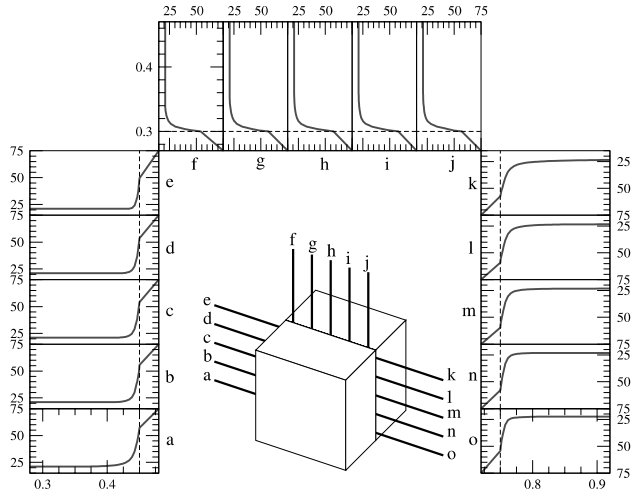 25 50 25 50 25 50 25 50 25 50 75
0.4
0.3
f g h i j
75 50 25 e
75 50 25 d
75 50 25 c
75 50 25 b
75 50 25 a
0.3 0.4
k 25 50 75
l 25 50 75
m 25 50 75
n 25 50 75
o 25 50 75
0.8 0.9
f g h i j
e
d
c
b
a
k
l
m
n
o